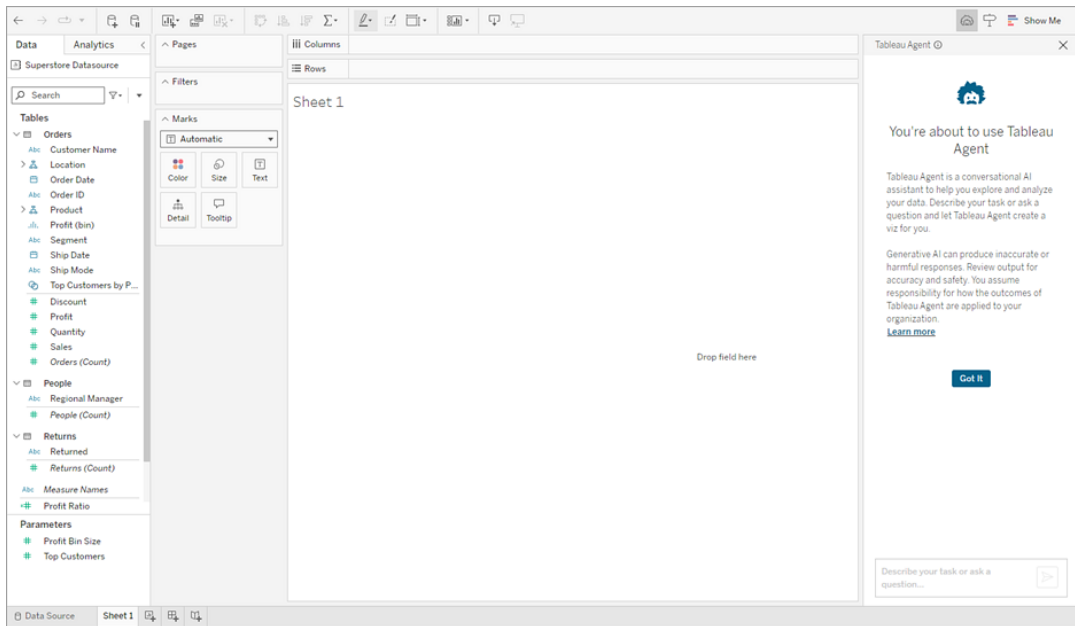 Show Me
Data
Analytics
Superstore Datasource
Search
Tables
Orders
Abc Customer Name
Location
Order Date
Abc Order ID
Product
Profit (bin)
Abc Segment
Ship Date
Abc Ship Mode
Top Customers by P...
# Discount
# Profit
# Quantity
# Sales
# Orders (Count)
People
Abc Regional Manager
# People (Count)
Returns
Abc Returned
# Returns (Count)
Abc Measure Names
=# Profit Ratio
Parameters
# Profit Bin Size
# Top Customers
Pages
Filters
Marks
T Automatic
Color
Size
T
Text
Detail
Tooltip
Columns
Rows
Sheet 1
Drop field here
Tableau Agent
You're about to use Tableau
Agent
Tableau Agent is a conversational AI
assistant to help you explore and analyze
your data. Describe your task or ask a
question and let Tableau Agent create a
viz for you.
Generative AI can produce inaccurate or
harmful responses. Review output for
accuracy and safety. You assume
responsibility for how the outcomes of
Tableau Agent are applied to your
organization.
Learn more
Got It
Describe your task or ask a
question...
Data Source
Sheet 1